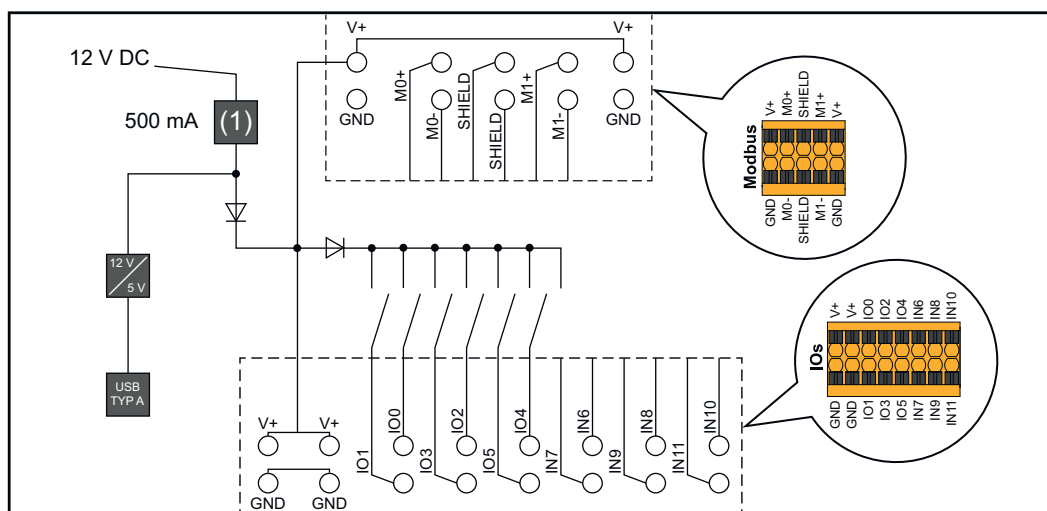 12 V DC
500 mA
(1)
12 V
5 V
USB
TYP A
V+
V+
M0+
SHIELD
M1+
GND
M0-
SHIELD
M1-
GND
Modbus
V+
M0+
SHIELD
M1+
V+
GND
M0-
SHIELD
M1-
GND
IOs
V+
V+
IO0
IO2
IO4
IN6
IN8
IN10
GND
GND
IO1
IO3
IO5
IN7
IN9
IN11
V+
V+
GND
GND
IO1
IO0
IO3
IO2
IO5
IO4
IN7
IN6
IN9
IN8
IN11
IN10